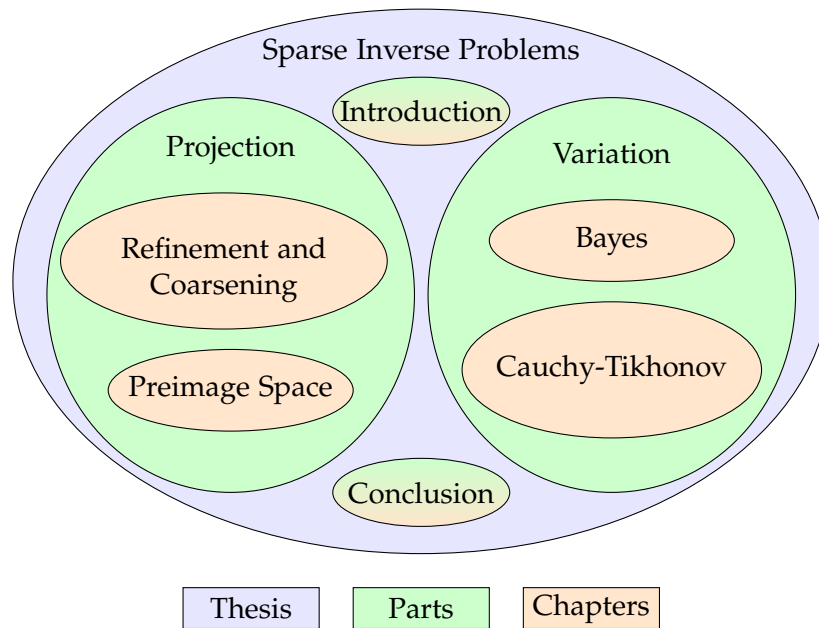 Sparse Inverse Problems
Introduction
Projection
Refinement and
Coarsening
Preimage Space
Variation
Bayes
Cauchy-Tikhonov
Conclusion
Thesis
Parts
Chapters